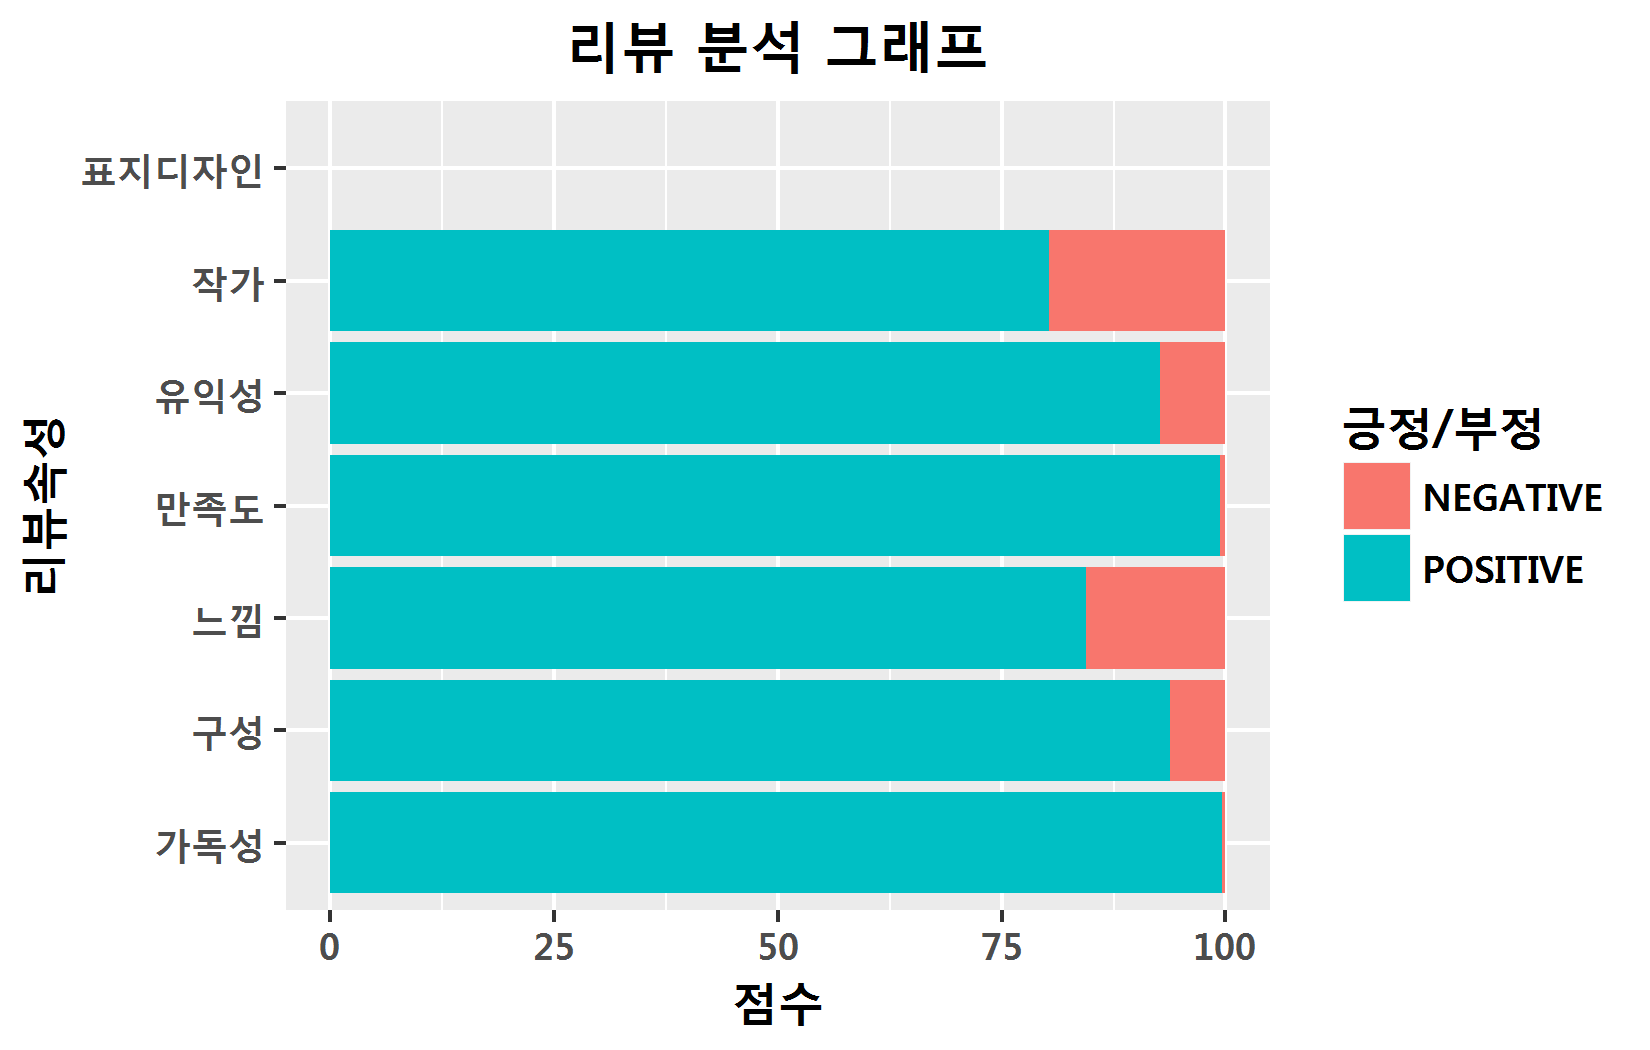 리뷰 분석 그래프
리뷰속성
표지디자인
작가
유익성
만족도
느낌
구성
가독성
0 25 50 75 100
점수
긍정/부정
NEGATIVE
POSITIVE